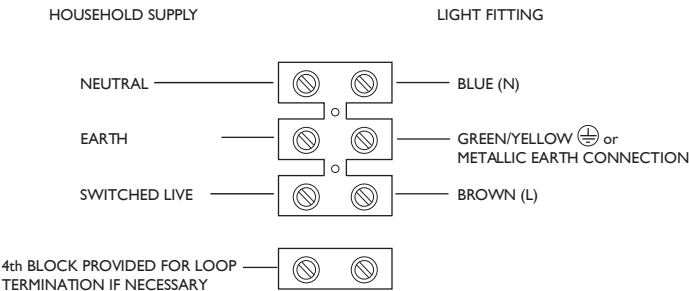 HOUSEHOLD SUPPLY
LIGHT FITTING
NEUTRAL
BLUE (N)
EARTH
GREEN/YELLOW ⏚ or
METALLIC EARTH CONNECTION
SWITCHED LIVE
BROWN (L)
4th BLOCK PROVIDED FOR LOOP
TERMINATION IF NECESSARY